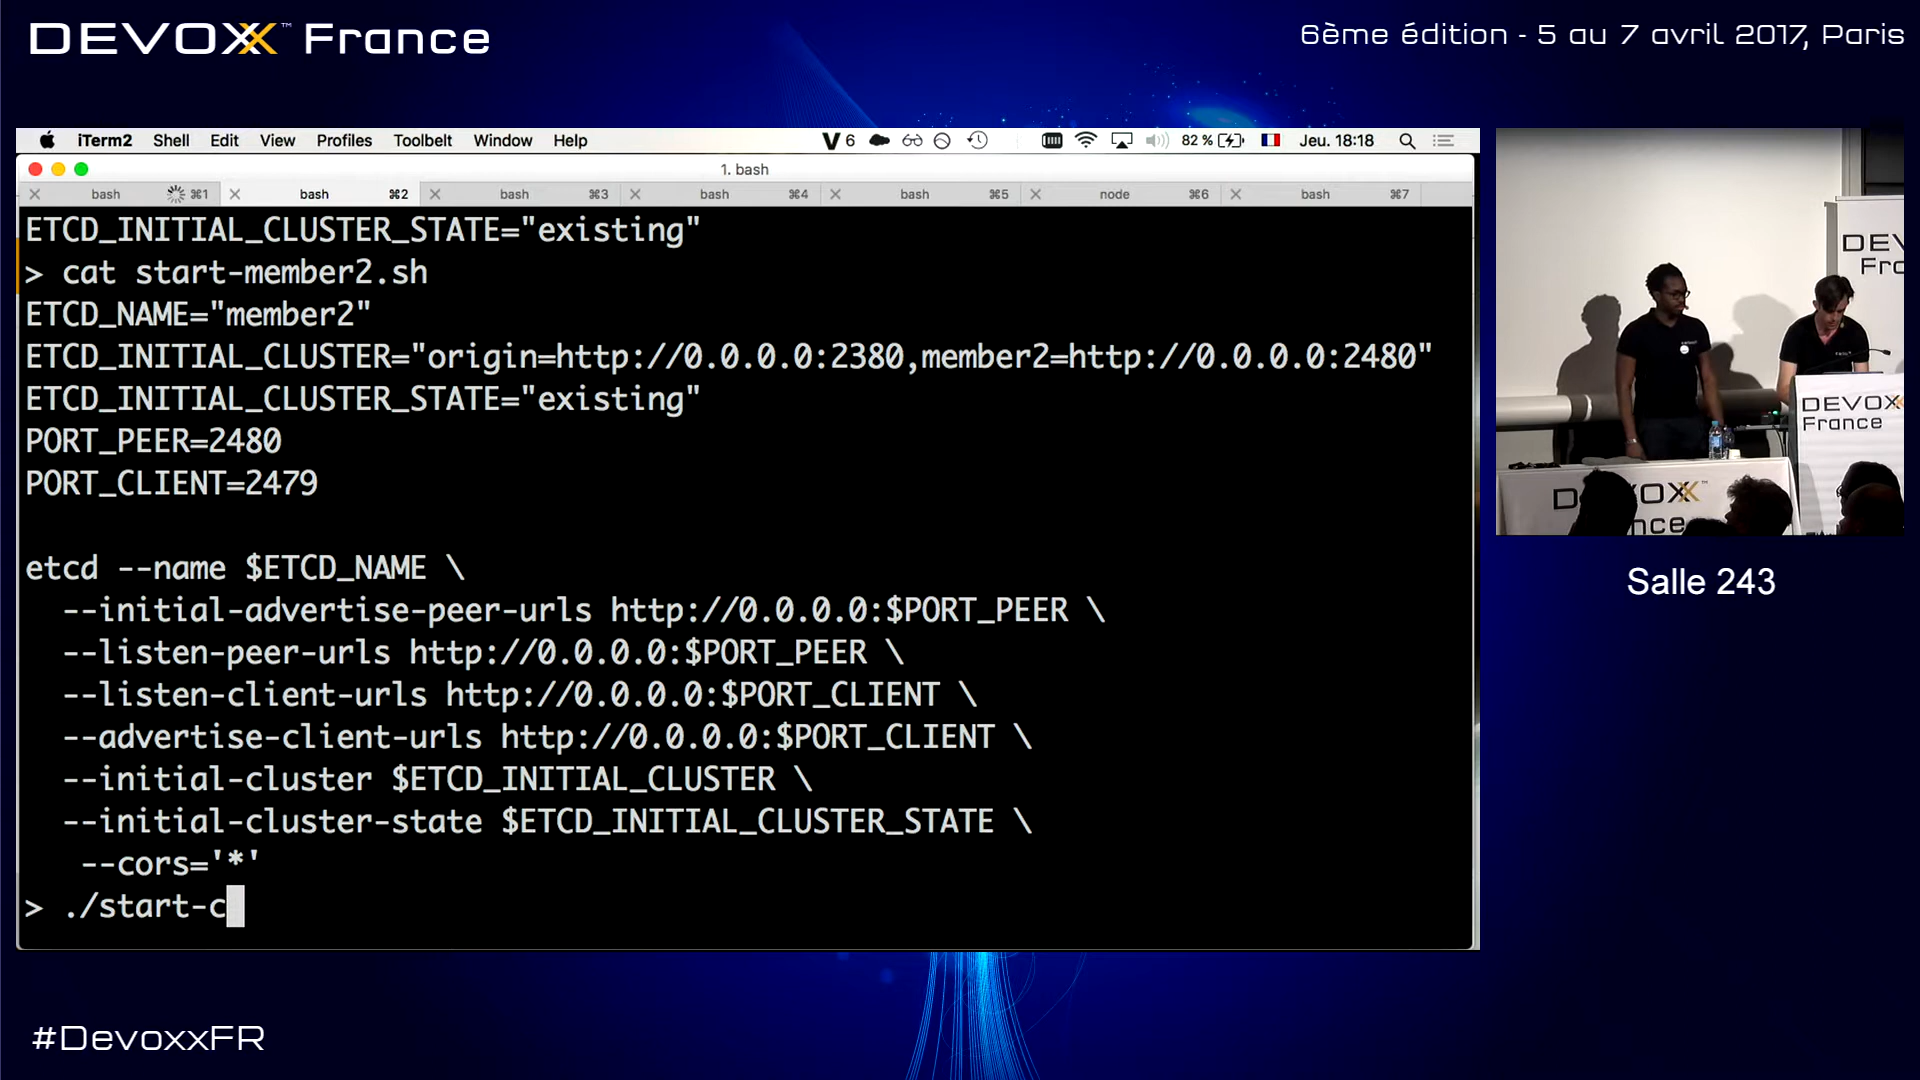 DEVOXX™ France
6ème édition - 5 au 7 avril 2017, Paris
iTerm2 Shell Edit View Profiles Toolbelt Window Help
6
82 %
Jeu. 18:18
1. bash
bash ⌘1
bash ⌘2
bash ⌘3
bash ⌘4
bash ⌘5
node ⌘6
bash ⌘7
ETCD_INITIAL_CLUSTER_STATE="existing"
> cat start-member2.sh
ETCD_NAME="member2"
ETCD_INITIAL_CLUSTER="origin=http://0.0.0.0:2380,member2=http://0.0.0.0:2480"
ETCD_INITIAL_CLUSTER_STATE="existing"
PORT_PEER=2480
PORT_CLIENT=2479
etcd --name $ETCD_NAME \
--initial-advertise-peer-urls http://0.0.0.0:$PORT_PEER \
--listen-peer-urls http://0.0.0.0:$PORT_PEER \
--listen-client-urls http://0.0.0.0:$PORT_CLIENT \
--advertise-client-urls http://0.0.0.0:$PORT_CLIENT \
--initial-cluster $ETCD_INITIAL_CLUSTER \
--initial-cluster-state $ETCD_INITIAL_CLUSTER_STATE \
--cors='*'
> ./start-c
DEV
Fra
DEVOXX
France
Salle 243
#DevoxxFR